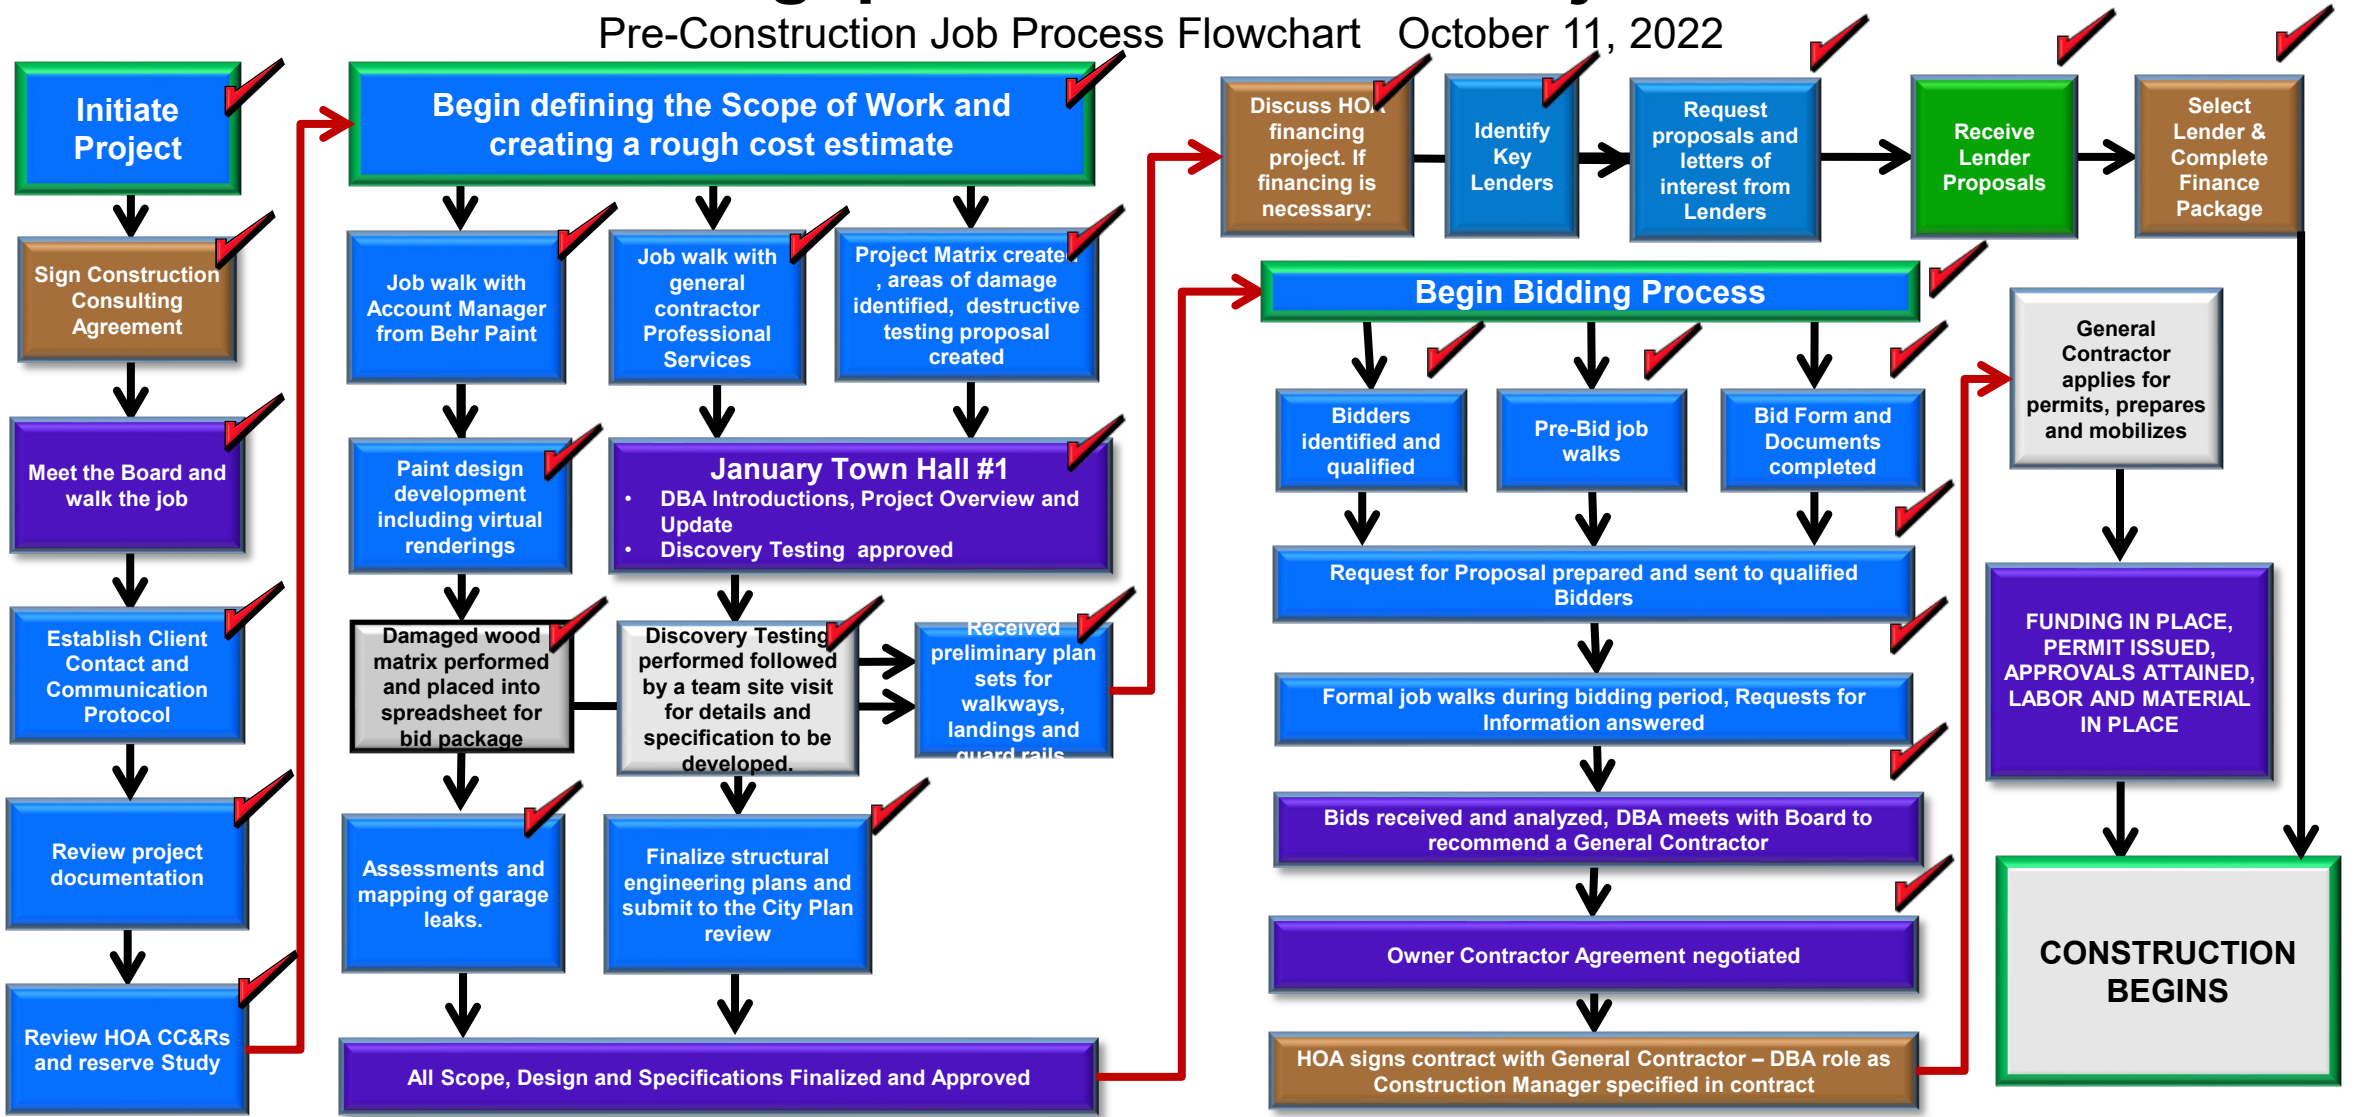 Pre-Construction Job Process Flowchart October 11, 2022
Initiate
Project
Sign Construction
Consulting
Agreement
Meet the Board and
walk the job
Establish Client
Contact and
Communication
Protocol
Review project
documentation
Review HOA CC&Rs
and reserve Study
Begin defining the Scope of Work and
creating a rough cost estimate
Job walk with
Account Manager
from Behr Paint
Job walk with
general
contractor
Professional
Services
Project Matrix created
, areas of damage
identified, destructive
testing proposal
created
Paint design
development
including virtual
renderings
January Town Hall #1
• DBA Introductions, Project Overview and
Update
• Discovery Testing approved
Damaged wood
matrix performed
and placed into
spreadsheet for
bid package
Discovery Testing
performed followed
by a team site visit
for details and
specification to be
developed.
Received
preliminary plan
sets for
walkways,
landings and
guard rails
Assessments and
mapping of garage
leaks.
Finalize structural
engineering plans and
submit to the City Plan
review
All Scope, Design and Specifications Finalized and Approved
Discuss HOA
financing
project. If
financing is
necessary:
Identify
Key
Lenders
Request
proposals and
letters of
interest from
Lenders
Receive
Lender
Proposals
Select
Lender &
Complete
Finance
Package
Begin Bidding Process
Bidders
identified and
qualified
Pre-Bid job
walks
Bid Form and
Documents
completed
Request for Proposal prepared and sent to qualified
Bidders
Formal job walks during bidding period, Requests for
Information answered
Bids received and analyzed, DBA meets with Board to
recommend a General Contractor
Owner Contractor Agreement negotiated
HOA signs contract with General Contractor – DBA role as
Construction Manager specified in contract
General
Contractor
applies for
permits, prepares
and mobilizes
FUNDING IN PLACE,
PERMIT ISSUED,
APPROVALS ATTAINED,
LABOR AND MATERIAL
IN PLACE
CONSTRUCTION
BEGINS